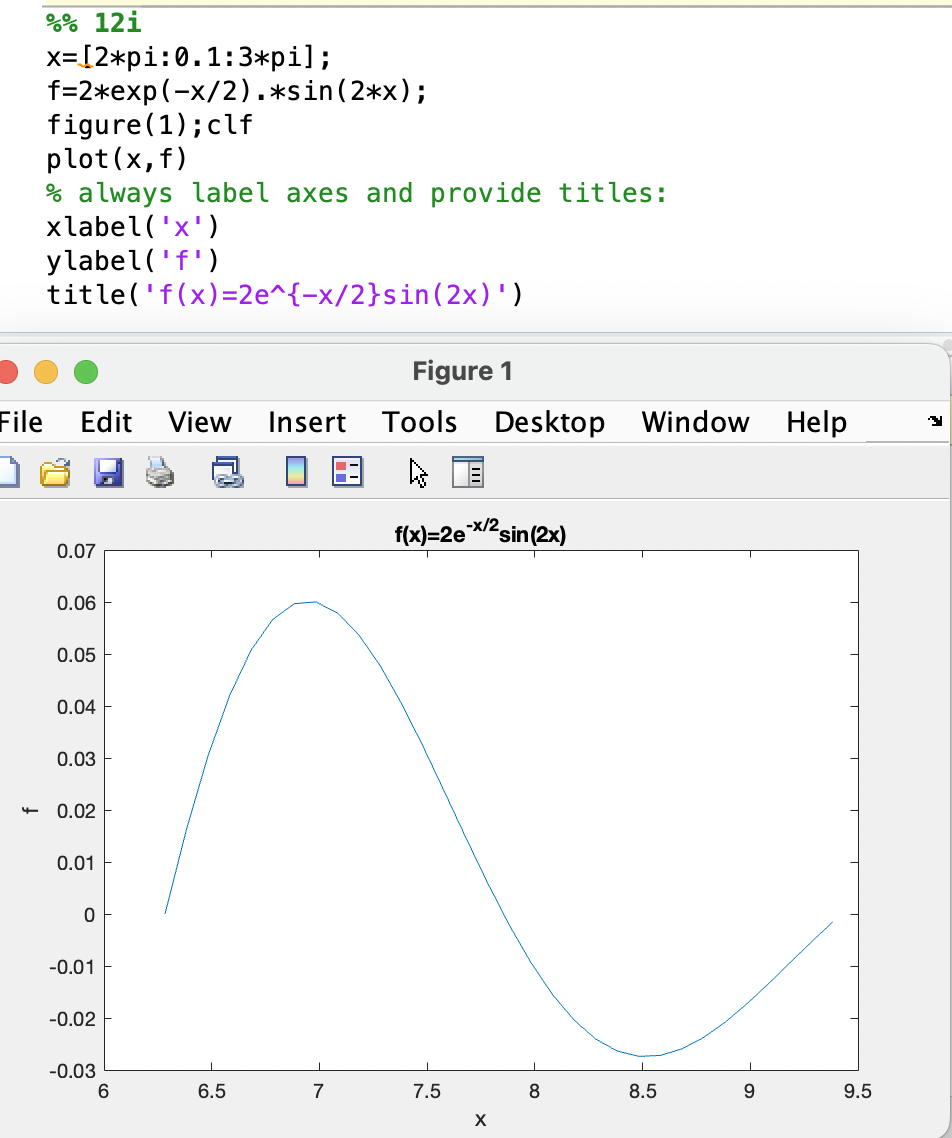 %% 12i
x=[2*pi:0.1:3*pi];
f=2*exp(-x/2).*sin(2*x);
figure(1);clf
plot(x,f)
% always label axes and provide titles:
xlabel('x')
ylabel('f')
title('f(x)=2e^{-x/2}sin(2x)')
Figure 1
File Edit View Insert Tools Desktop Window Help
f(x)=2e^-x/2 sin(2x)
0.07
0.06
0.05
0.04
0.03
0.02
0.01
0
-0.01
-0.02
-0.03
f
6 6.5 7 7.5 8 8.5 9 9.5
x